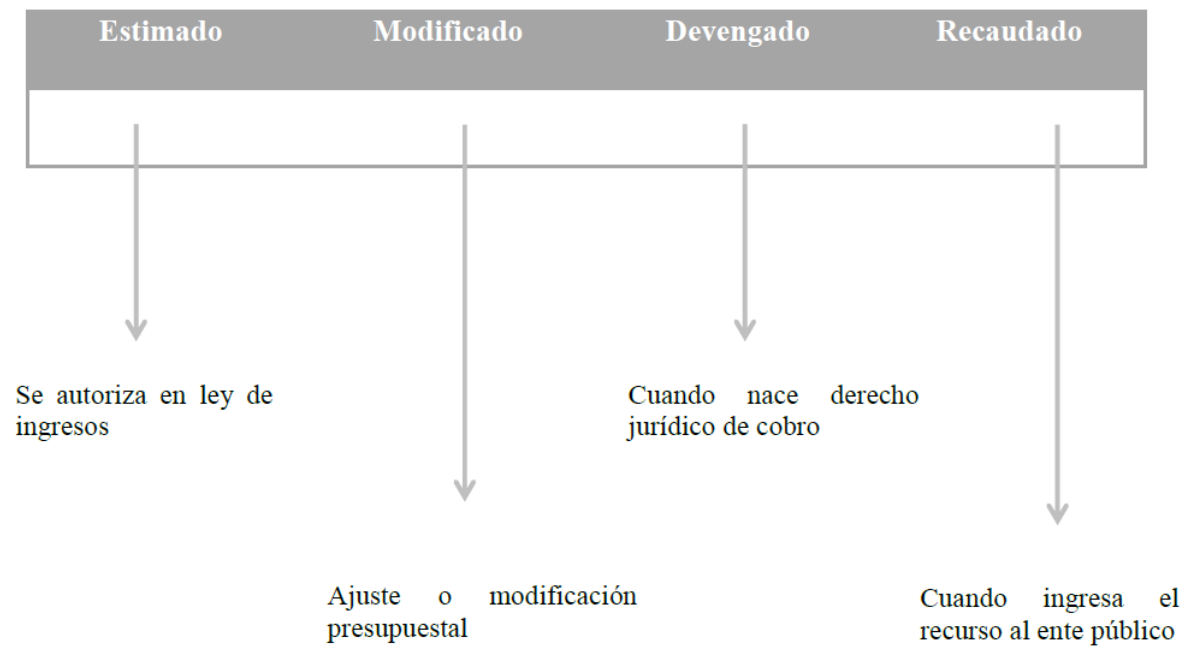 Estimado Modificado Devengado Recaudado
Se autoriza en ley de
ingresos
Cuando nace derecho
jurídico de cobro
Ajuste o modificación
presupuestal
Cuando ingresa el
recurso al ente público